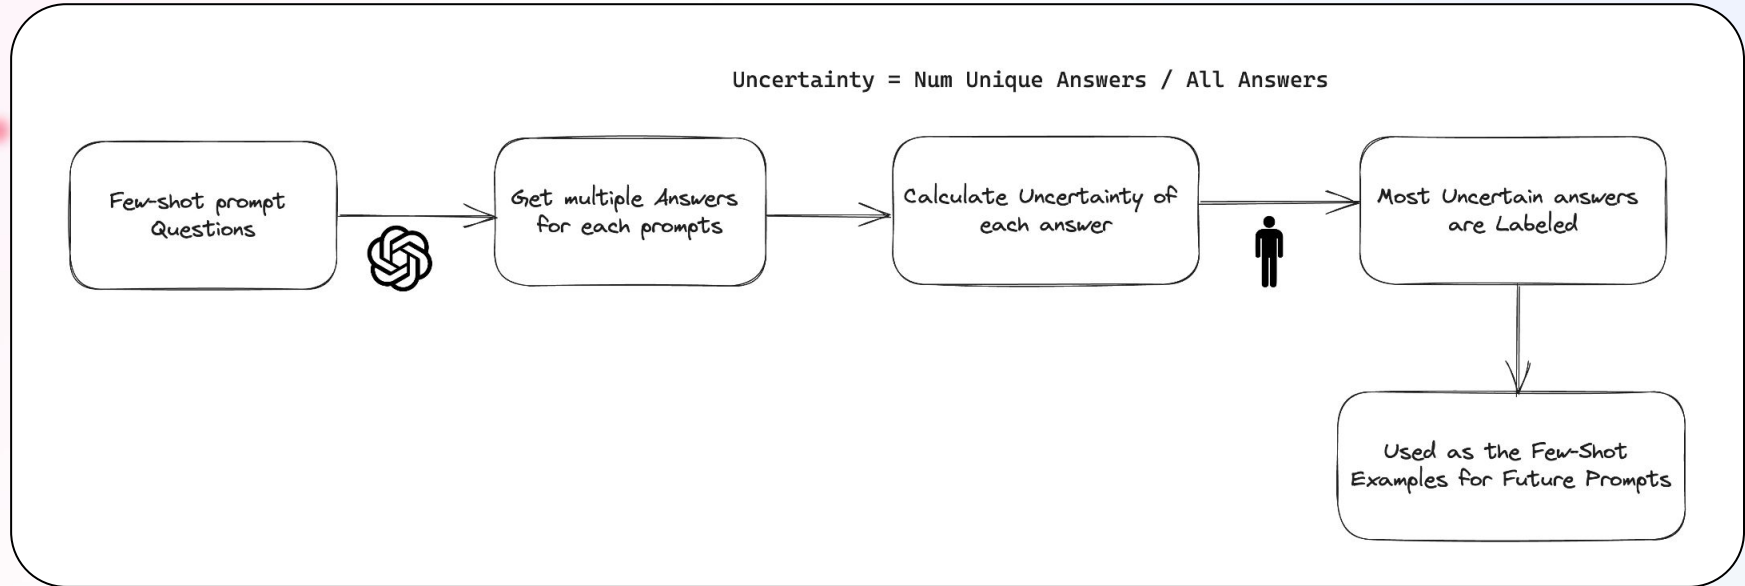 Uncertainty = Num Unique Answers / All Answers
Few-shot prompt
Questions
Get multiple Answers
for each prompts
Calculate Uncertainty of
each answer
Most Uncertain answers
are Labeled
Used as the Few-Shot
Examples for Future Prompts